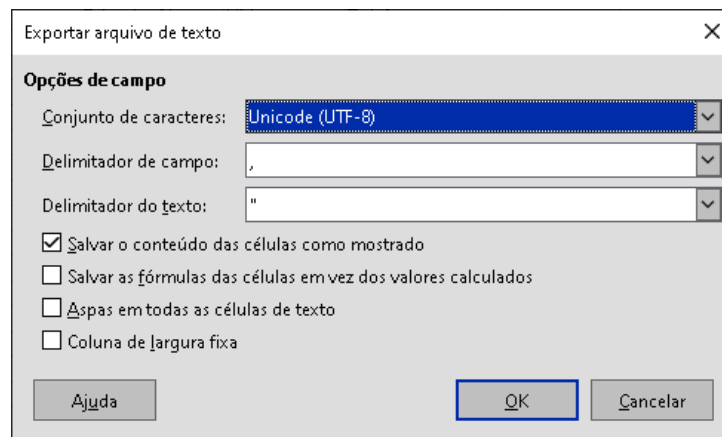 Exportar arquivo de texto
Opções de campo
Conjunto de caracteres: Unicode (UTF-8)
Delimitador de campo: ,
Delimitador do texto: "
Salvar o conteúdo das células como mostrado
Salvar as fórmulas das células em vez dos valores calculados
Aspas em todas as células de texto
Coluna de largura fixa
Ajuda OK Cancelar